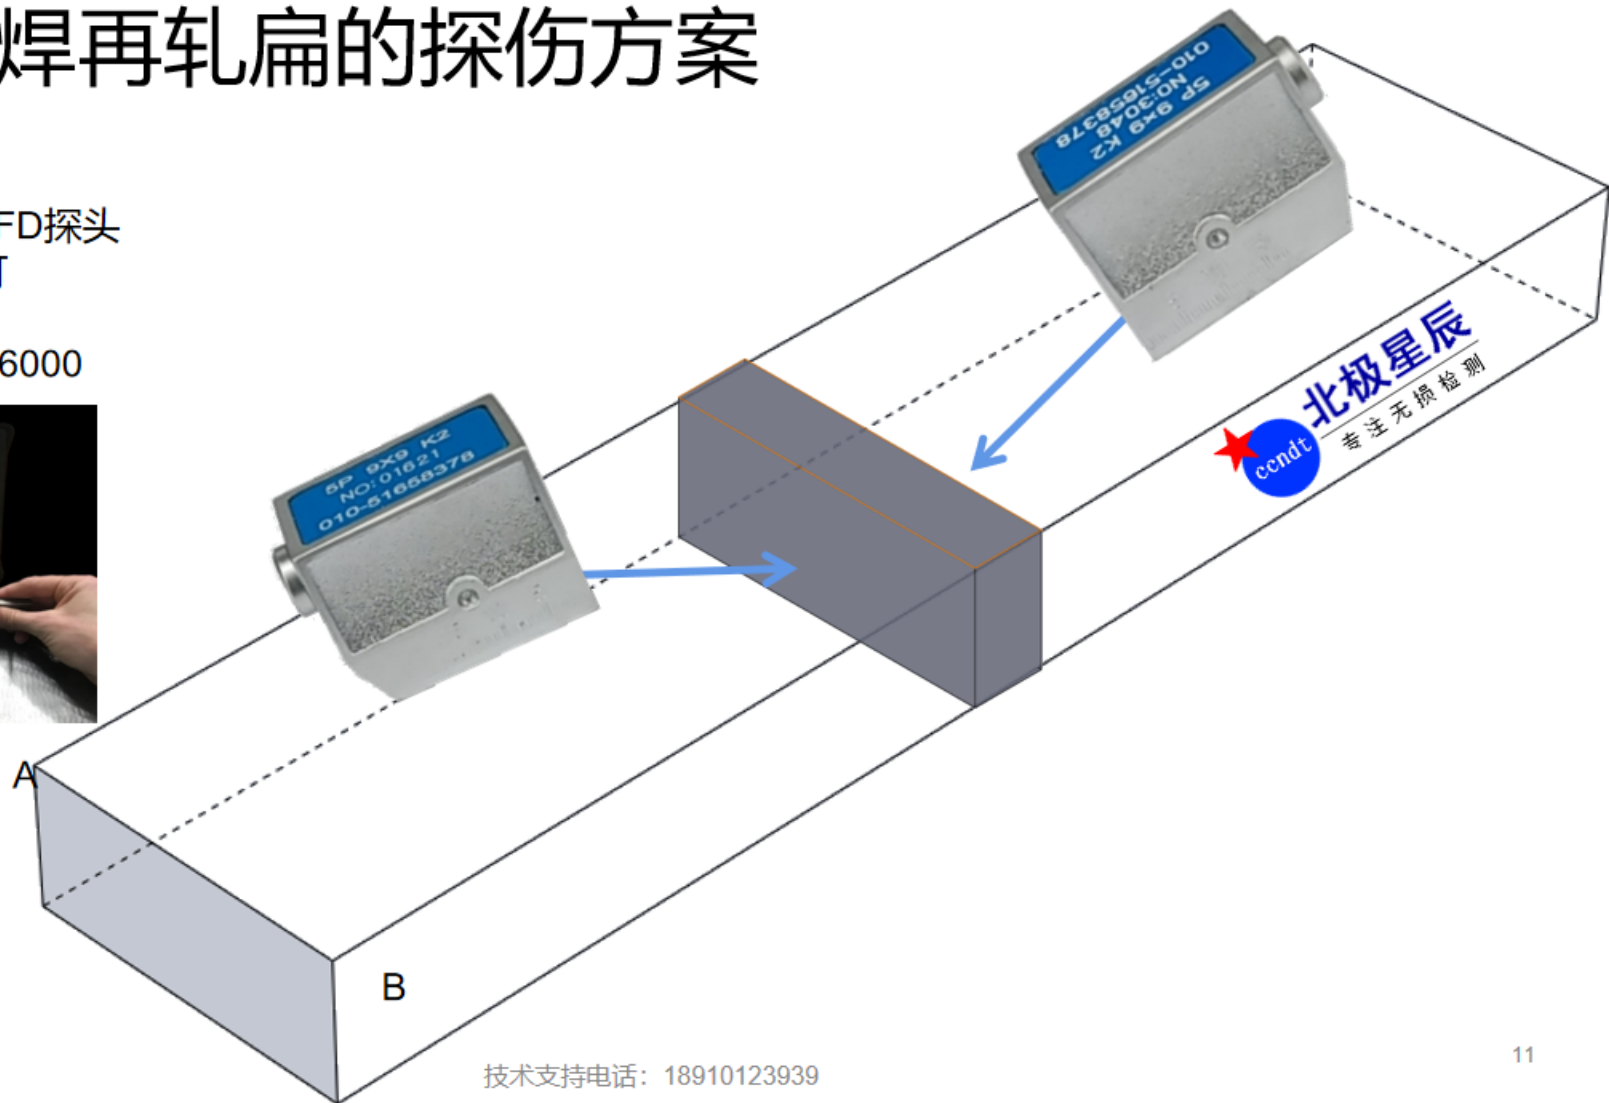 焊再轧扁的探伤方案
FD探头
6000
5P 9x9 K2
NO:3048
010-51658378
5P 9X9 K2
NO:01621
010-51658378
北极星辰
专注无损检测
ccndt
A
B
技术支持电话：18910123939
11